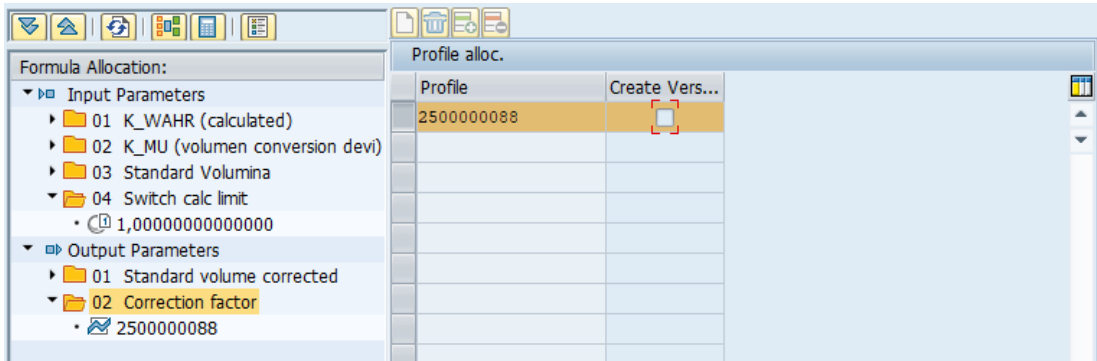 Formula Allocation:
Input Parameters
01 K_WAHR (calculated)
02 K_MU (volumen conversion devi)
03 Standard Volumina
04 Switch calc limit
1,00000000000000
Output Parameters
01 Standard volume corrected
02 Correction factor
2500000088
Profile alloc.
Profile Create Vers...
2500000088